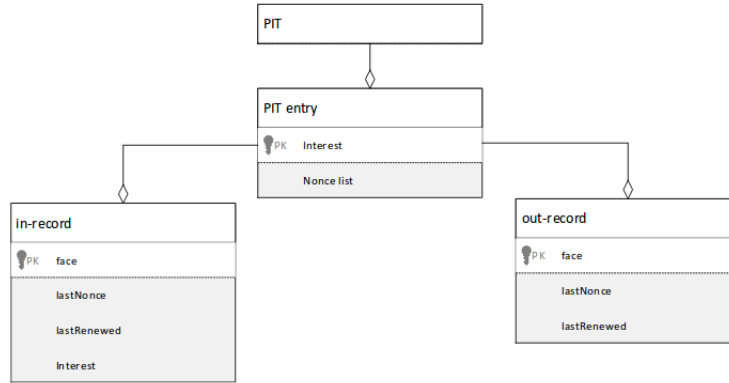 PIT
PIT entry
PK Interest
Nonce list
in-record
PK face
lastNonce
lastRenewed
Interest
out-record
PK face
lastNonce
lastRenewed